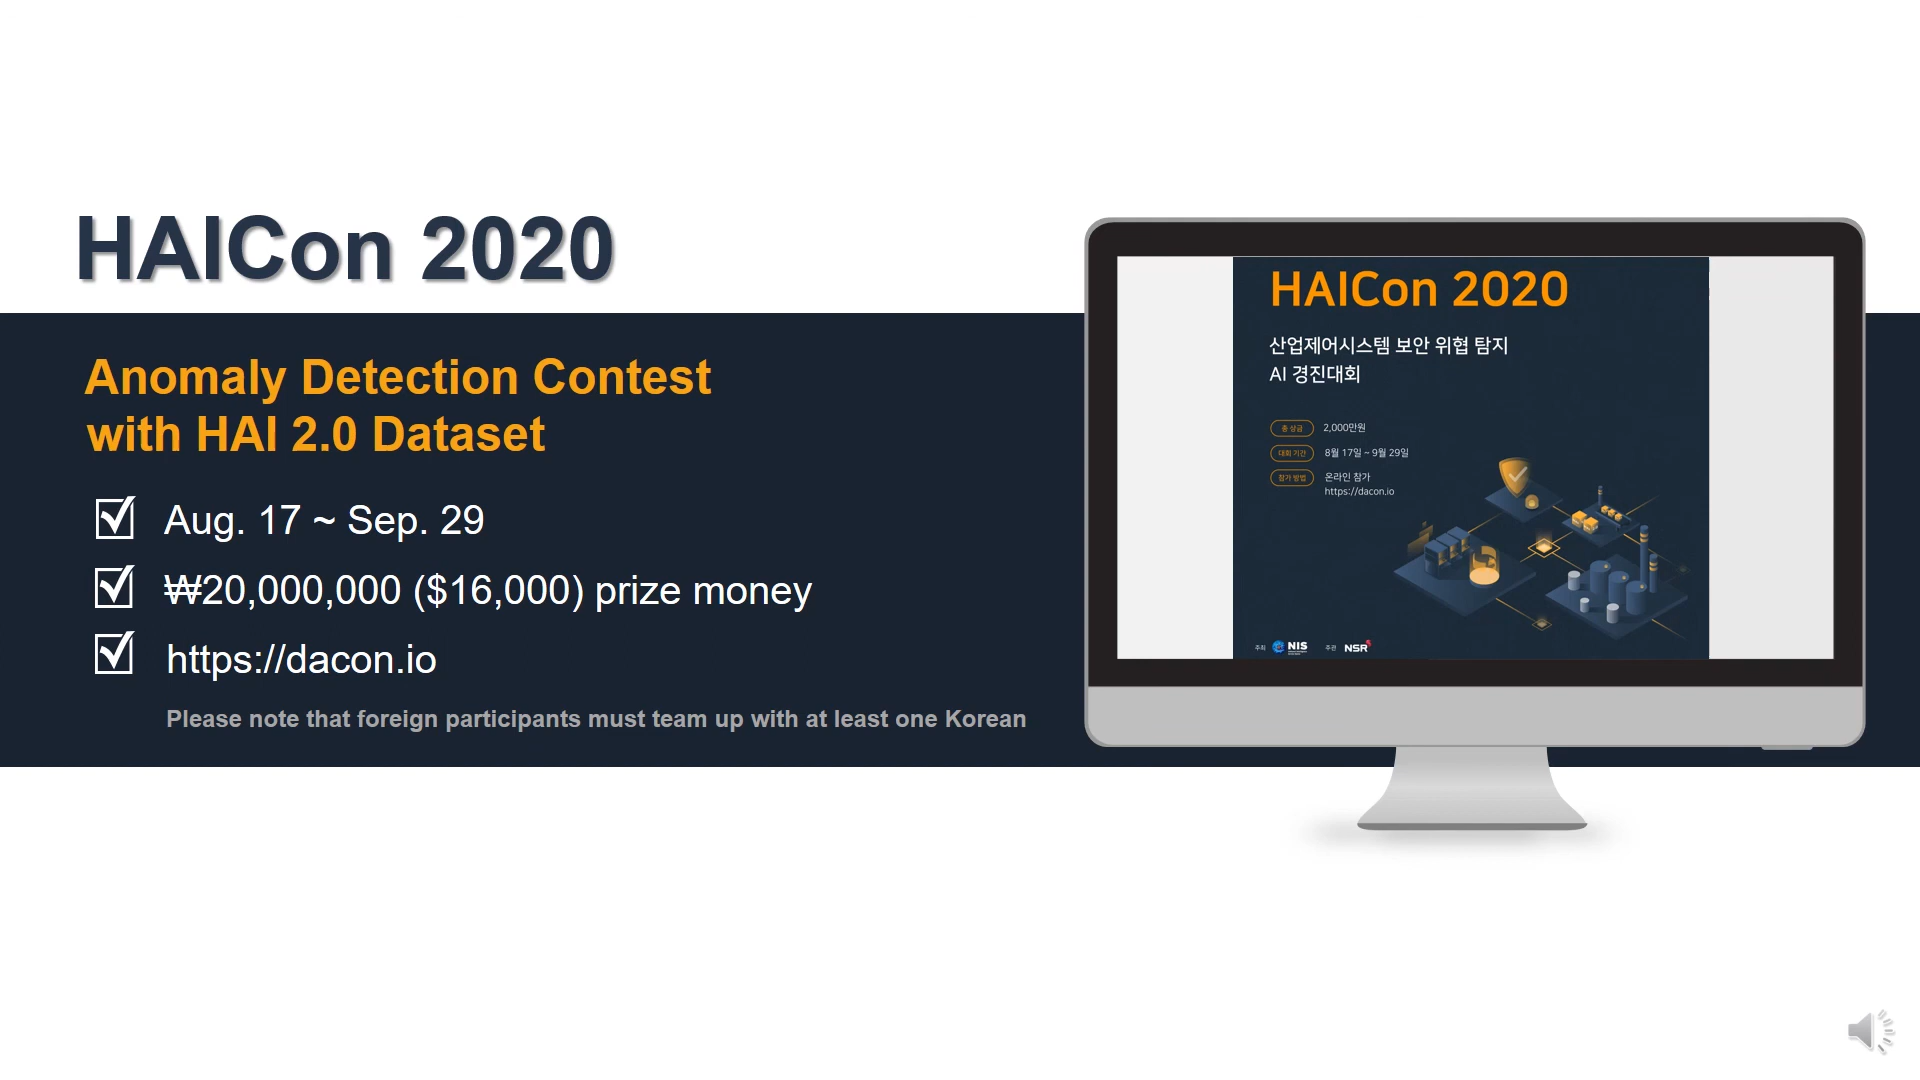 HAICon 2020
Anomaly Detection Contest
with HAI 2.0 Dataset
Aug. 17 ~ Sep. 29
₩20,000,000 ($16,000) prize money
https://dacon.io
Please note that foreign participants must team up with at least one Korean
HAICon 2020
산업제어시스템 보안 위협 탐지
AI 경진대회
총 상금 2,000만원
대회 기간 8월 17일 ~ 9월 29일
참가 방법 온라인 참가
https://dacon.io
주최 NIS 주관 NSR